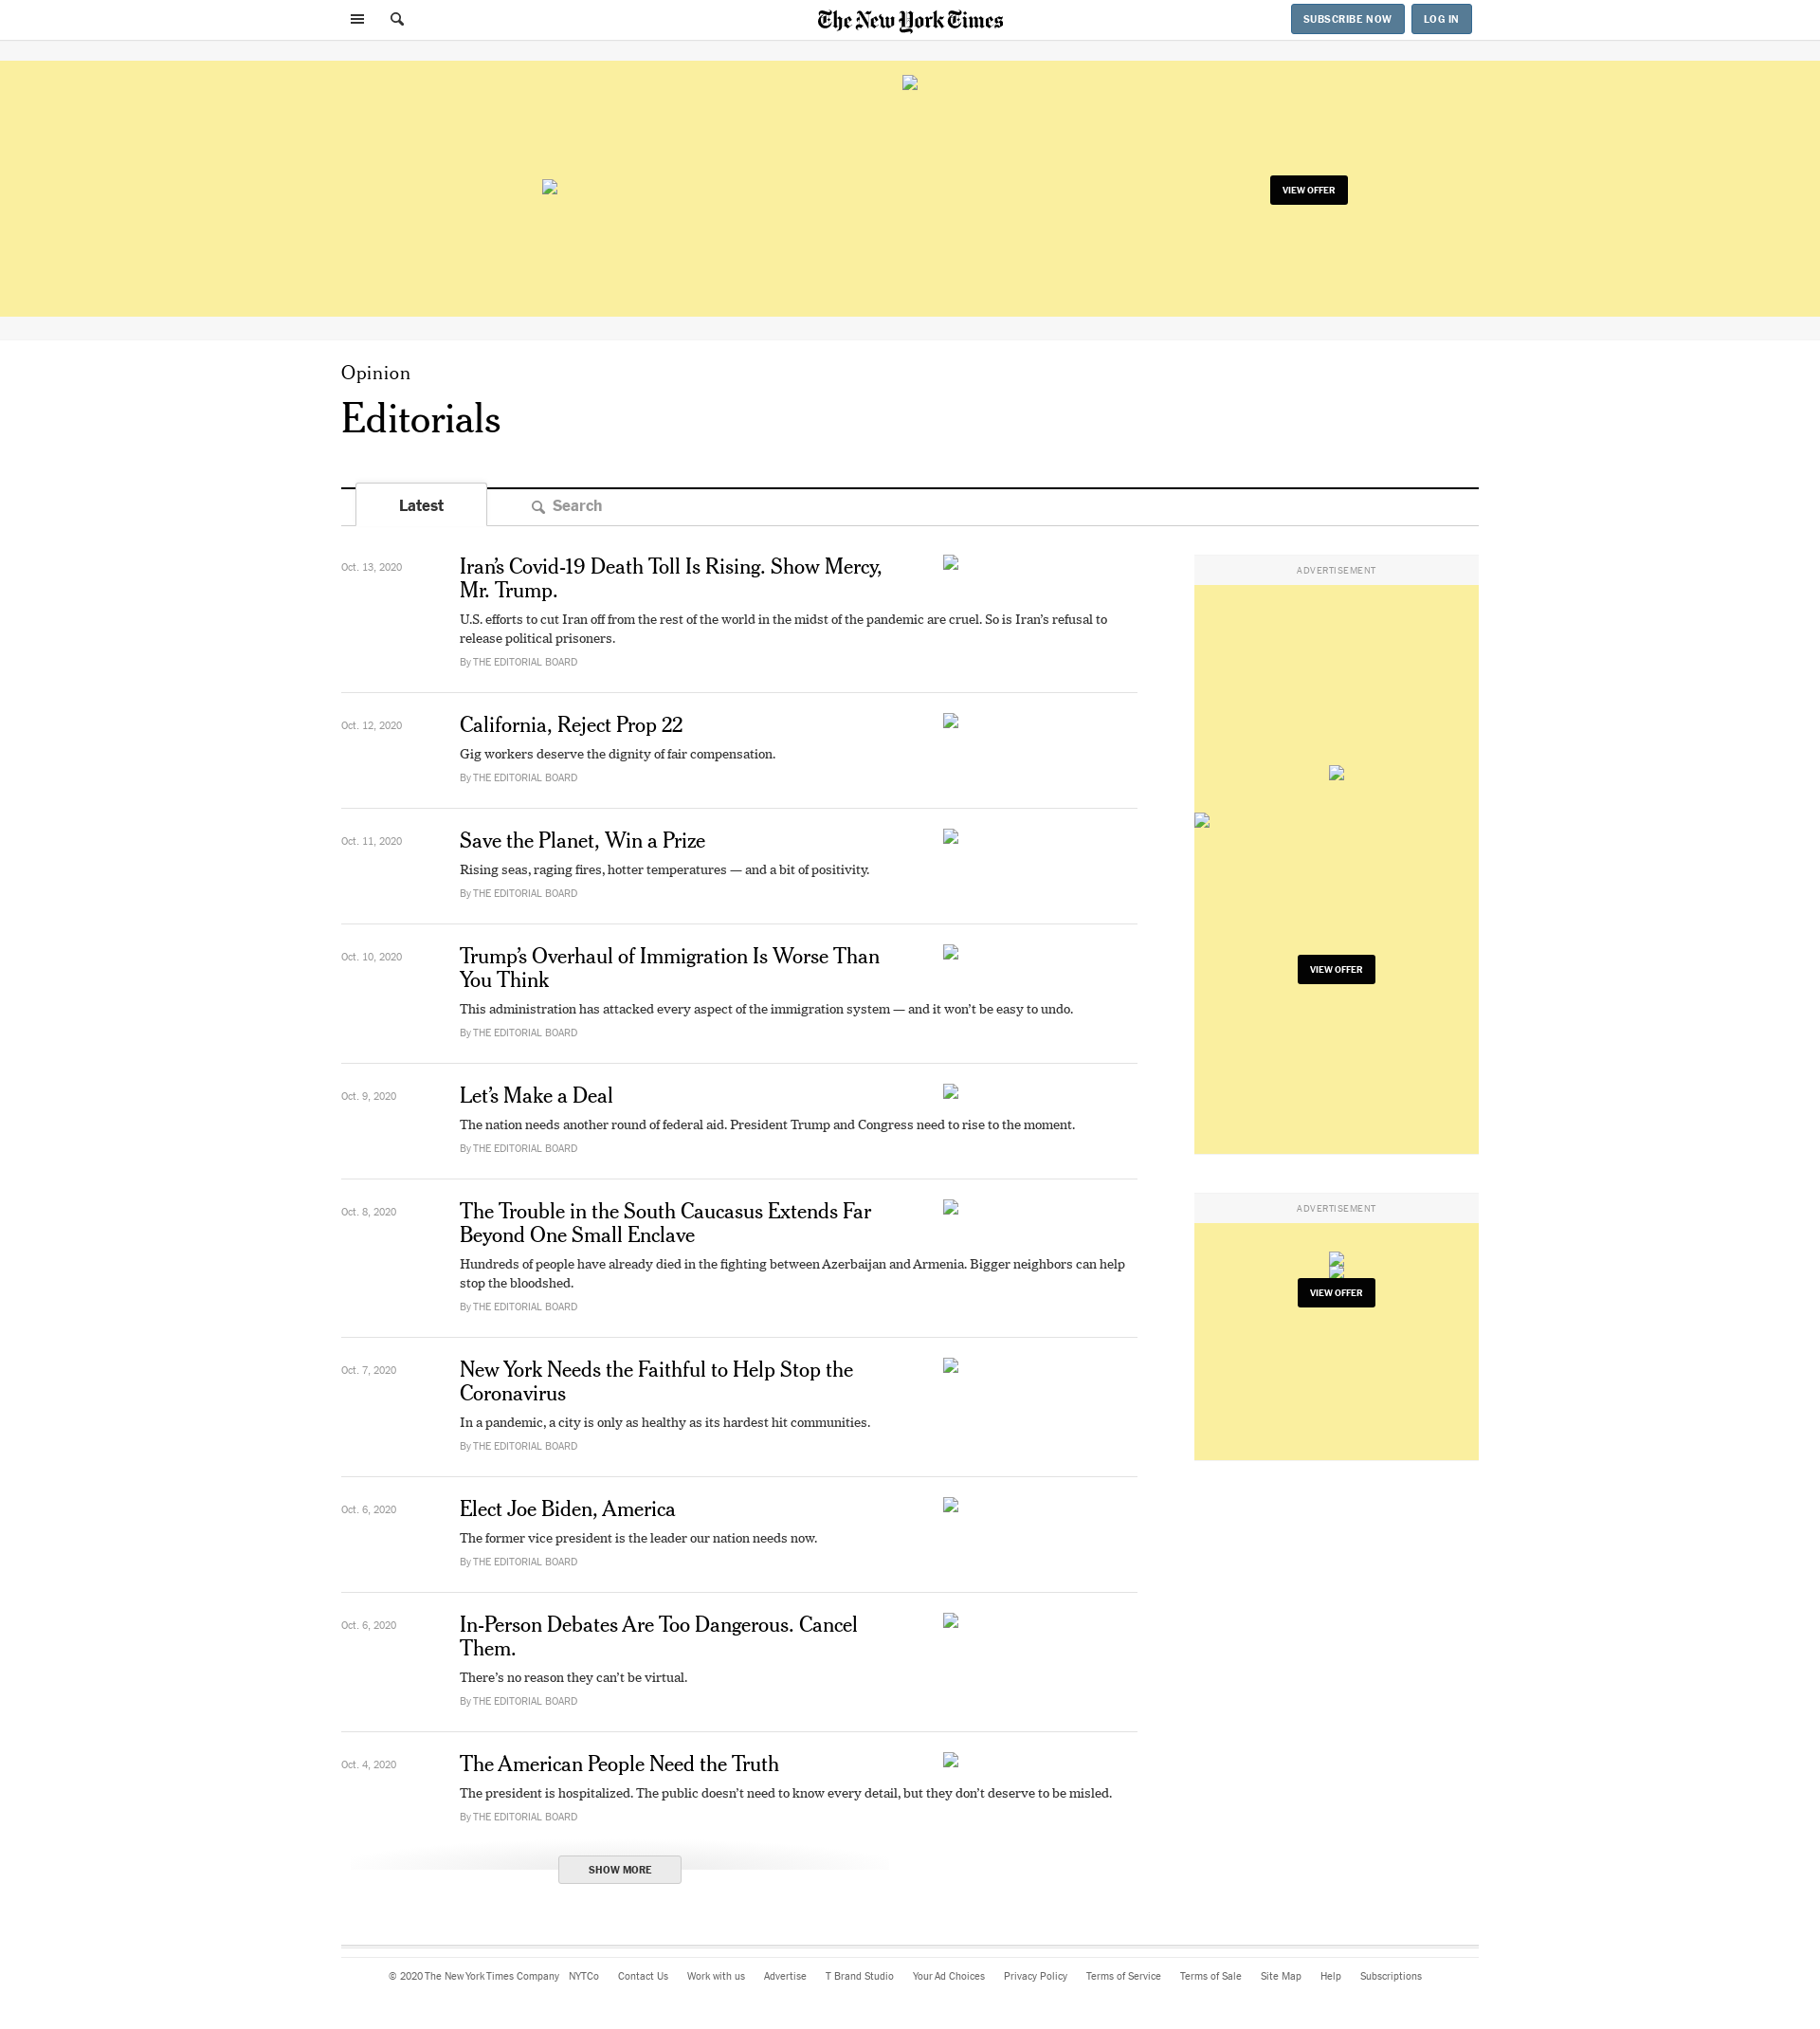 The New York Times
SUBSCRIBE NOW
LOG IN
VIEW OFFER
Opinion
Editorials
Latest
Search
Oct. 13, 2020
Iran’s Covid-19 Death Toll Is Rising. Show Mercy,
Mr. Trump.
U.S. efforts to cut Iran off from the rest of the world in the midst of the pandemic are cruel. So is Iran’s refusal to
release political prisoners.
By THE EDITORIAL BOARD
Oct. 12, 2020
California, Reject Prop 22
Gig workers deserve the dignity of fair compensation.
By THE EDITORIAL BOARD
Oct. 11, 2020
Save the Planet, Win a Prize
Rising seas, raging fires, hotter temperatures — and a bit of positivity.
By THE EDITORIAL BOARD
Oct. 10, 2020
Trump’s Overhaul of Immigration Is Worse Than
You Think
This administration has attacked every aspect of the immigration system — and it won’t be easy to undo.
By THE EDITORIAL BOARD
Oct. 9, 2020
Let’s Make a Deal
The nation needs another round of federal aid. President Trump and Congress need to rise to the moment.
By THE EDITORIAL BOARD
Oct. 8, 2020
The Trouble in the South Caucasus Extends Far
Beyond One Small Enclave
Hundreds of people have already died in the fighting between Azerbaijan and Armenia. Bigger neighbors can help
stop the bloodshed.
By THE EDITORIAL BOARD
Oct. 7, 2020
New York Needs the Faithful to Help Stop the
Coronavirus
In a pandemic, a city is only as healthy as its hardest hit communities.
By THE EDITORIAL BOARD
Oct. 6, 2020
Elect Joe Biden, America
The former vice president is the leader our nation needs now.
By THE EDITORIAL BOARD
Oct. 6, 2020
In-Person Debates Are Too Dangerous. Cancel
Them.
There’s no reason they can’t be virtual.
By THE EDITORIAL BOARD
Oct. 4, 2020
The American People Need the Truth
The president is hospitalized. The public doesn’t need to know every detail, but they don’t deserve to be misled.
By THE EDITORIAL BOARD
SHOW MORE
ADVERTISEMENT
VIEW OFFER
ADVERTISEMENT
VIEW OFFER
© 2020 The New York Times Company NYTCo Contact Us Work with us Advertise T Brand Studio Your Ad Choices Privacy Policy Terms of Service Terms of Sale Site Map Help Subscriptions